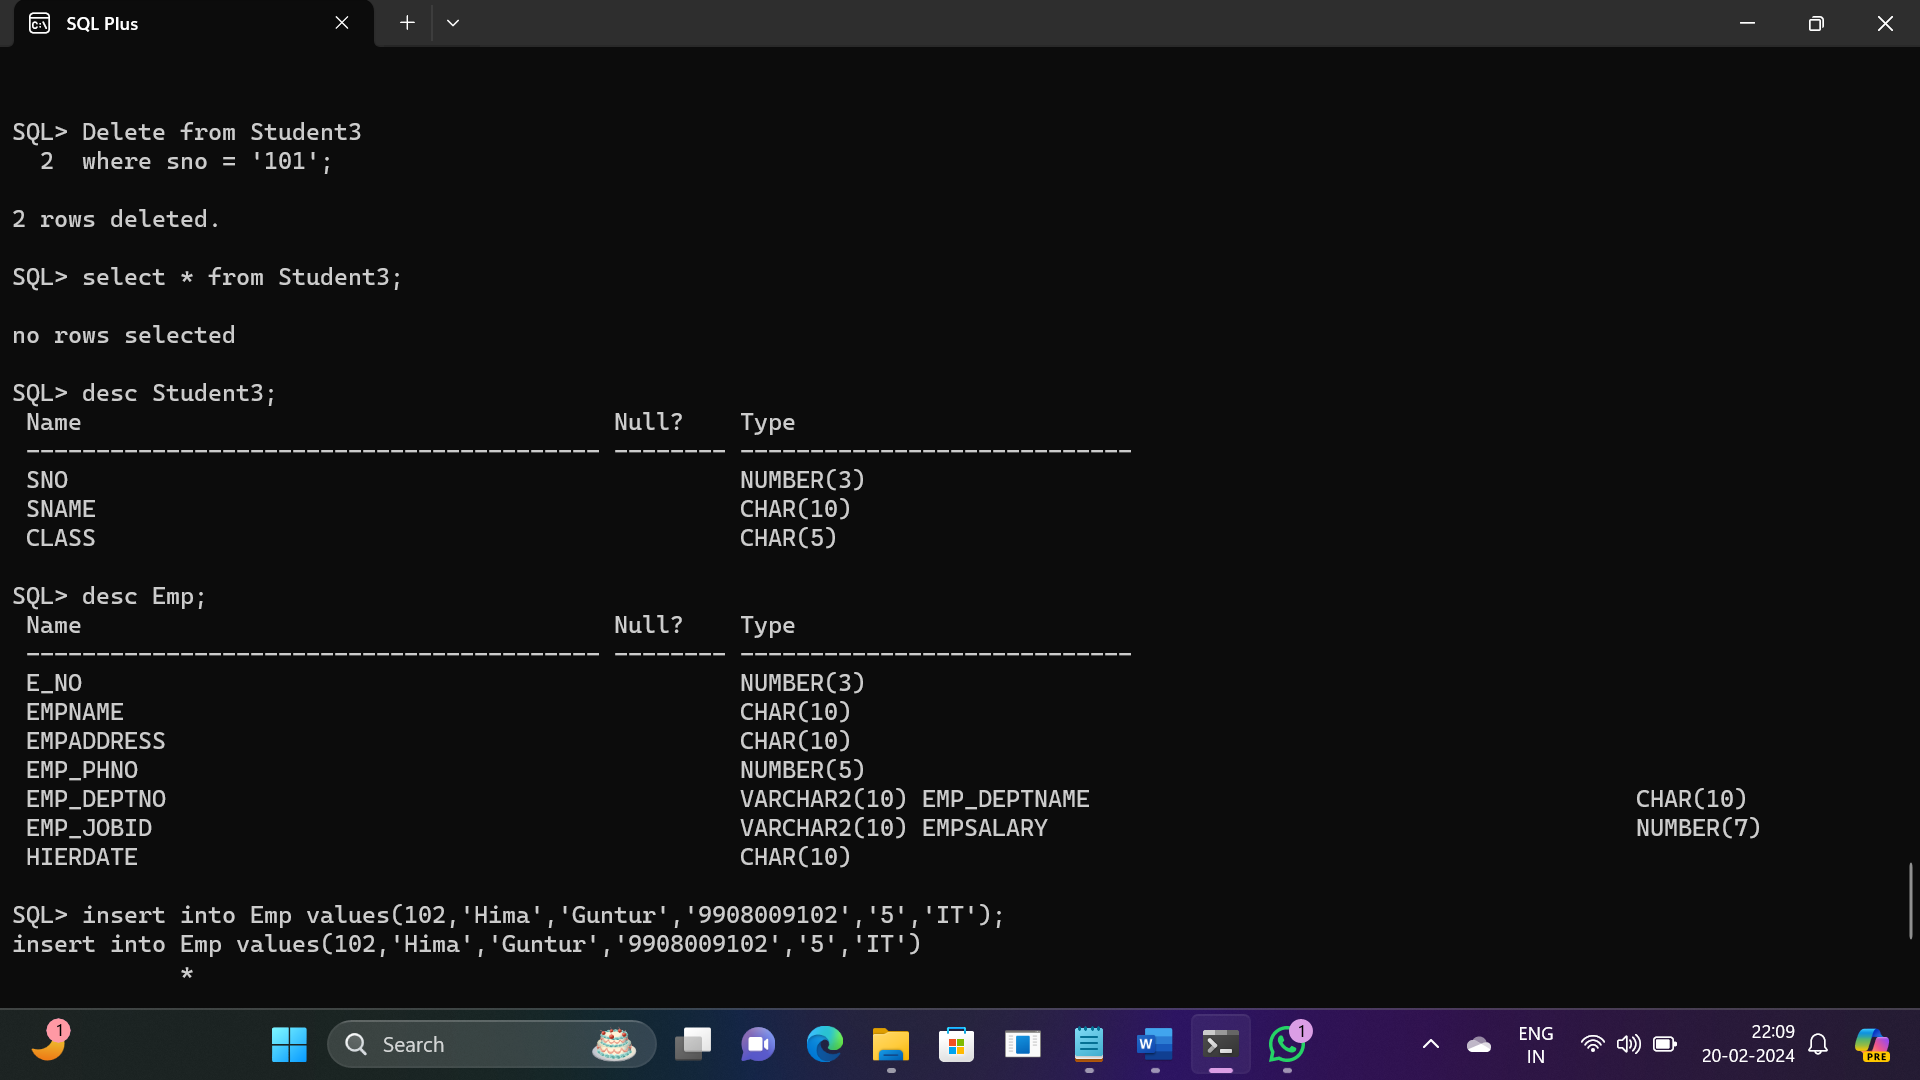 SQL Plus
SQL> Delete from Student3
2 where sno = '101';
2 rows deleted.
SQL> select * from Student3;
no rows selected
SQL> desc Student3;
Name Null? Type
----------------------------------------- -------- ----------------------------
SNO NUMBER(3)
SNAME CHAR(10)
CLASS CHAR(5)
SQL> desc Emp;
Name Null? Type
----------------------------------------- -------- ----------------------------
E_NO NUMBER(3)
EMPNAME CHAR(10)
EMPADDRESS CHAR(10)
EMP_PHNO NUMBER(5)
EMP_DEPTNO VARCHAR2(10) EMP_DEPTNAME CHAR(10)
EMP_JOBID VARCHAR2(10) EMPSALARY NUMBER(7)
HIERDATE CHAR(10)
SQL> insert into Emp values(102,'Hima','Guntur','9908009102','5','IT');
insert into Emp values(102,'Hima','Guntur','9908009102','5','IT')
*
1
Search
W
1
ENG
IN
22:09
20-02-2024
PRE